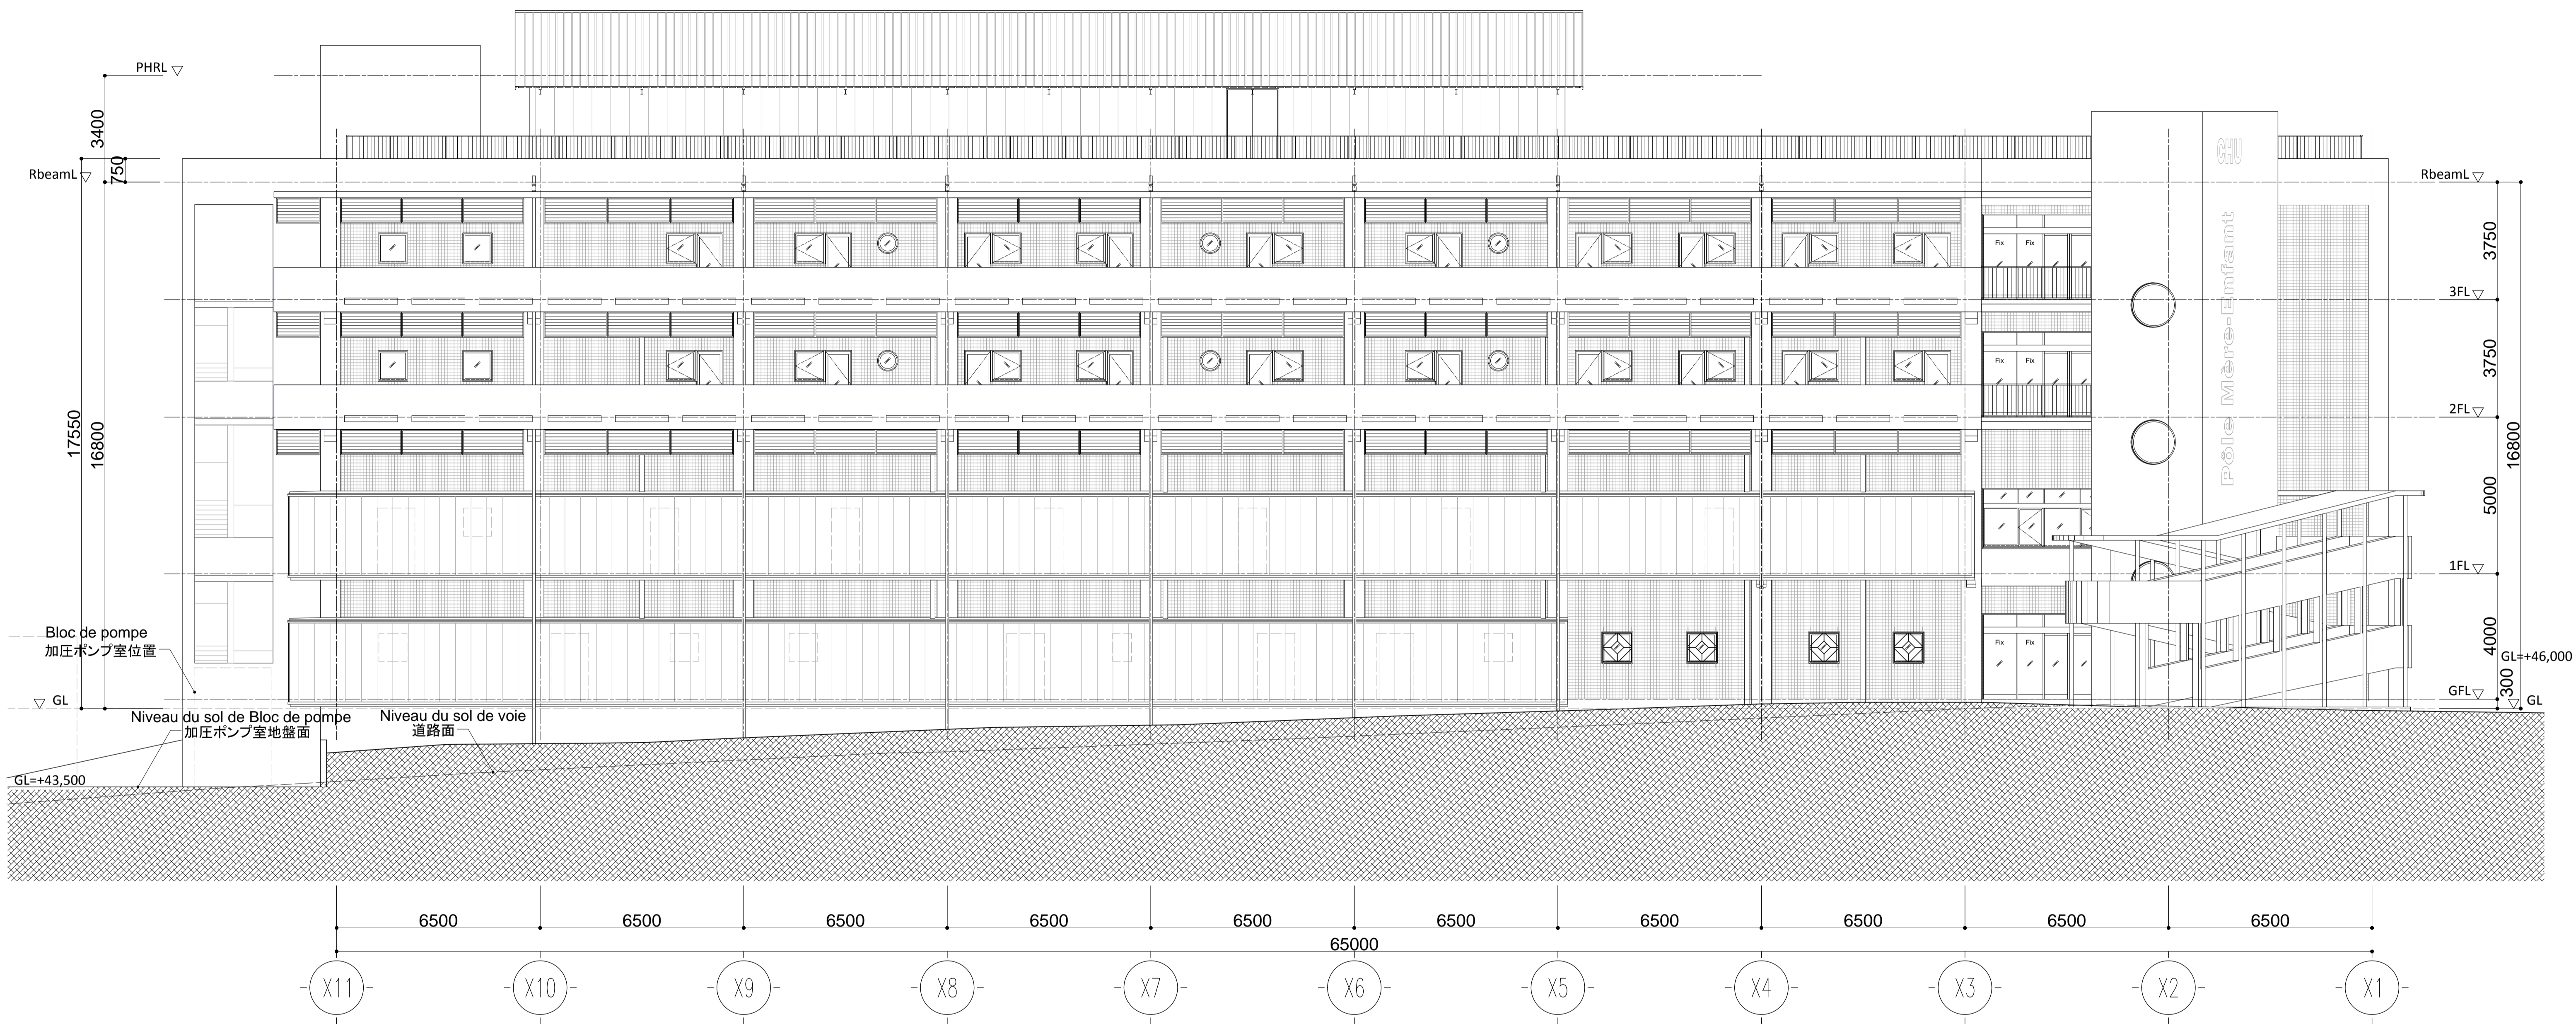 PHRL
3400
750
RbeamL
RbeamL
CHU
Pôle Mère-Enfant
3750
Fix Fix
3FL
3750
Fix Fix
2FL
17550
16800
16800
5000
1FL
Bloc de pompe
加圧ポンプ室位置
4000
Fix Fix
GL=+46,000
GFL
300
GL
GL
Niveau du sol de Bloc de pompe
加圧ポンプ室地盤面
Niveau du sol de voie
道路面
GL=+43,500
6500 6500 6500 6500 6500 6500 6500 6500 6500 6500
65000
X11 X10 X9 X8 X7 X6 X5 X4 X3 X2 X1